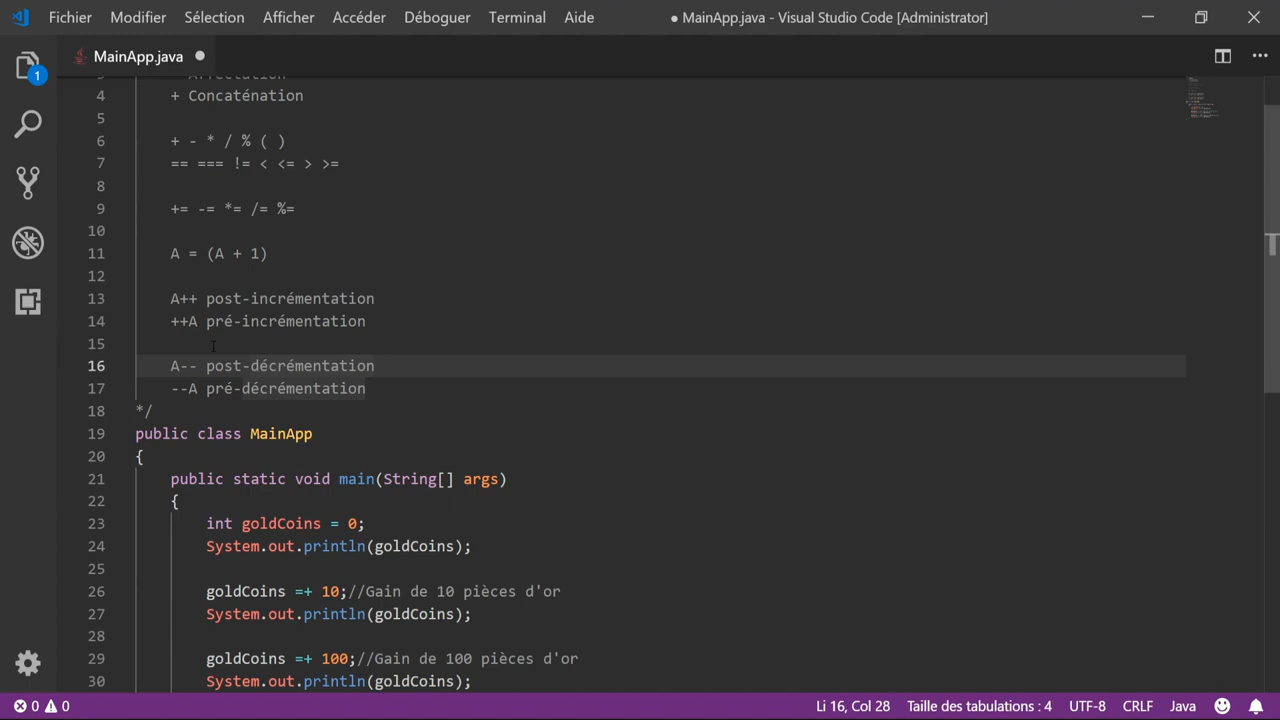 Fichier Modifier Sélection Afficher Accéder Déboguer Terminal Aide ● MainApp.java - Visual Studio Code [Administrator]
1 MainApp.java
Affectation
4 + Concaténation
5
6 + - * / % ( )
7 == === != < <= > >=
8
9 += -= *= /= %=
10
11 A = (A + 1)
12
13 A++ post-incrémentation
14 ++A pré-incrémentation
15
16 A-- post-décrémentation
17 --A pré-décrémentation
18 */
19 public class MainApp
20 {
21 public static void main(String[] args)
22 {
23 int goldCoins = 0;
24 System.out.println(goldCoins);
25
26 goldCoins =+ 10;//Gain de 10 pièces d'or
27 System.out.println(goldCoins);
28
29 goldCoins =+ 100;//Gain de 100 pièces d'or
30 System.out.println(goldCoins);
0 0 Li 16, Col 28 Taille des tabulations : 4 UTF-8 CRLF Java